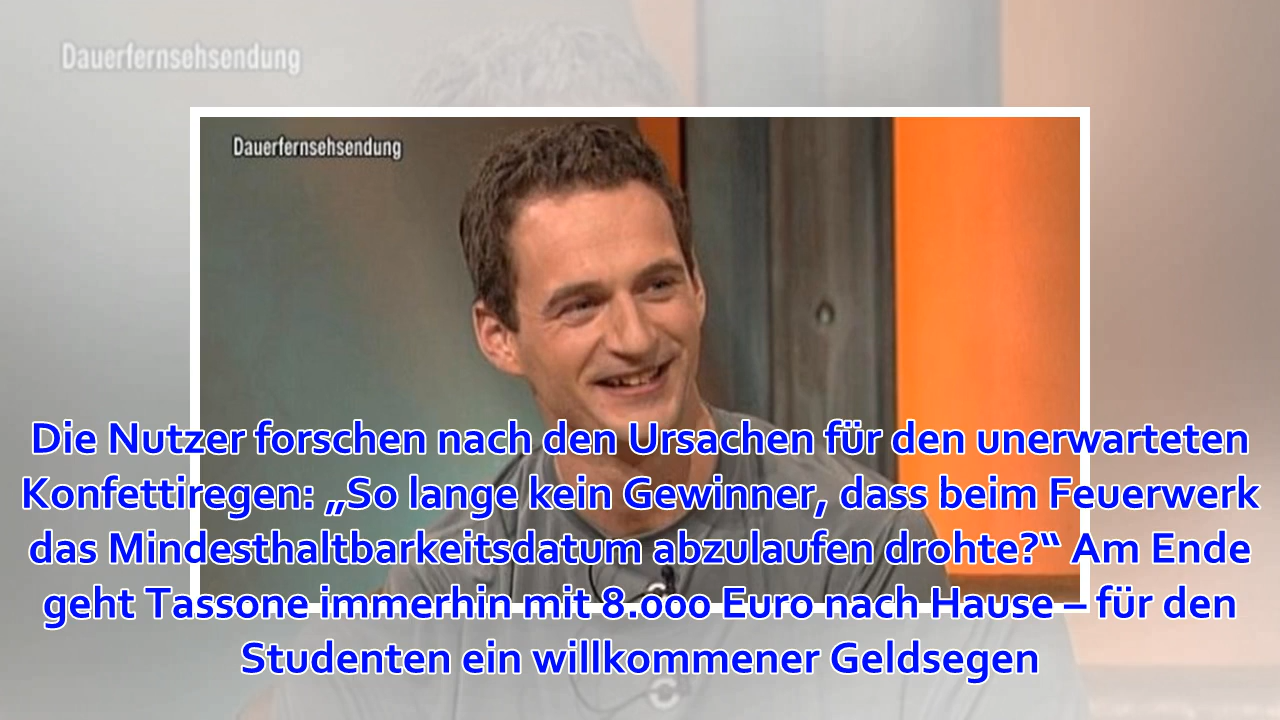 Dauerfernsehsendung
Dauerfernsehsendung
Die Nutzer forschen nach den Ursachen für den unerwarteten
Konfettiregen: „So lange kein Gewinner, dass beim Feuerwerk
das Mindesthaltbarkeitsdatum abzulaufen drohte?“ Am Ende
geht Tassone immerhin mit 8.000 Euro nach Hause – für den
Studenten ein willkommener Geldsegen